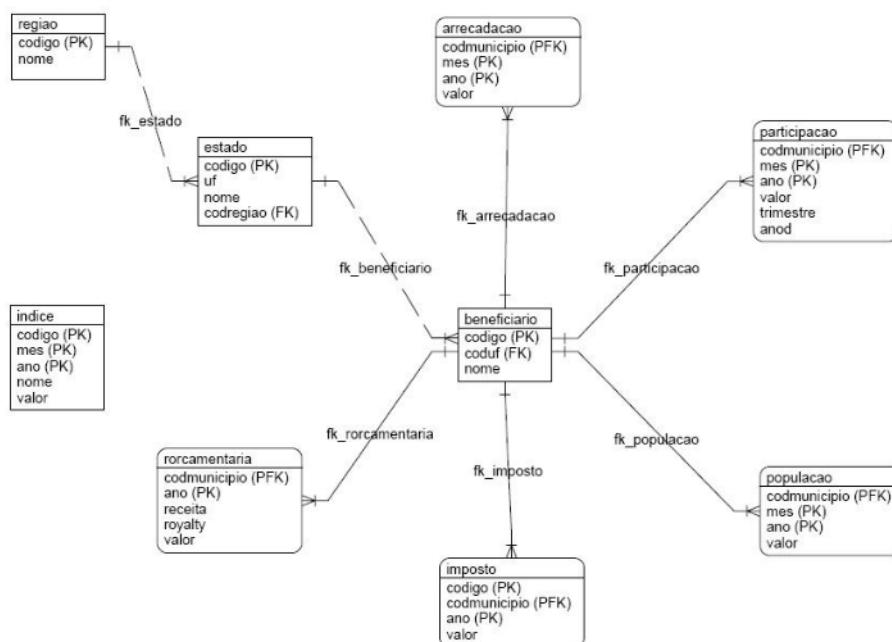 regiao
codigo (PK)
nome
fk_estado
estado
codigo (PK)
uf
nome
codregiao (FK)
fk_beneficiario
arrecadacao
codmunicipio (PFK)
mes (PK)
ano (PK)
valor
fk_arrecadacao
participacao
codmunicipio (PFK)
mes (PK)
ano (PK)
valor
trimestre
anod
fk_participacao
indice
codigo (PK)
mes (PK)
ano (PK)
nome
valor
beneficiario
codigo (PK)
coduf (FK)
nome
fk_rorcamentaria
rorcamentaria
codmunicipio (PFK)
ano (PK)
receita
royalty
valor
fk_imposto
imposto
codigo (PK)
codmunicipio (PFK)
ano (PK)
valor
fk_populacao
populacao
codmunicipio (PFK)
mes (PK)
ano (PK)
valor